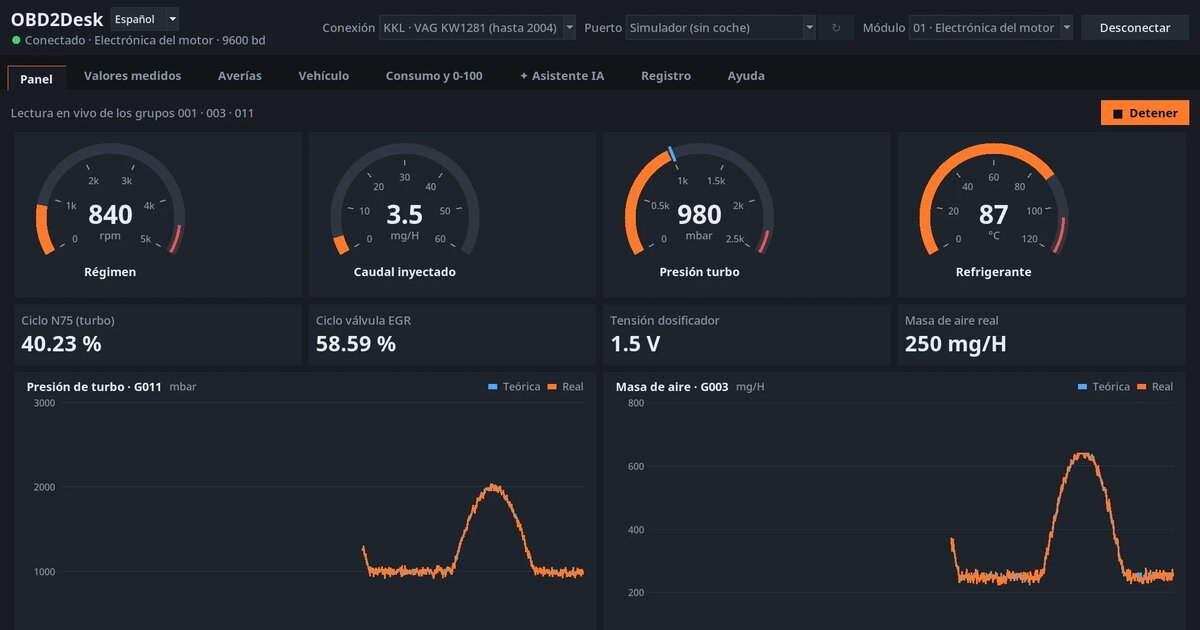 OBD2Desk Español
Conectado · Electrónica del motor · 9600 bd
Conexión KKL · VAG KW1281 (hasta 2004) Puerto Simulador (sin coche) Módulo 01 · Electrónica del motor Desconectar
Panel Valores medidos Averías Vehículo Consumo y 0-100 Asistente IA Registro Ayuda
Lectura en vivo de los grupos 001 · 003 · 011
Detener
0 1k 2k 3k 4k 5k
840
rpm
Régimen
0 10 20 30 40 50 60
3.5
mg/H
Caudal inyectado
0 0.5k 1k 1.5k 2k 2.5k
980
mbar
Presión turbo
0 20 40 60 80 100 120
87
°C
Refrigerante
Ciclo N75 (turbo)
40.23 %
Ciclo válvula EGR
58.59 %
Tensión dosificador
1.5 V
Masa de aire real
250 mg/H
Presión de turbo · G011 mbar Teórica Real
3000
2000
1000
Masa de aire · G003 mg/H Teórica Real
800
600
400
200